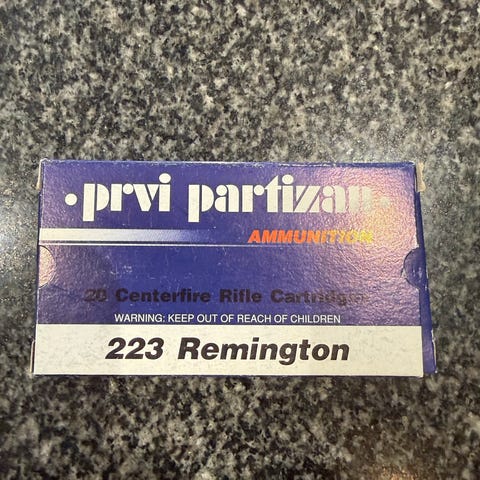 ·prvi partizan·
AMMUNITION
20 Centerfire Rifle Cartridges
WARNING: KEEP OUT OF REACH OF CHILDREN
223 Remington